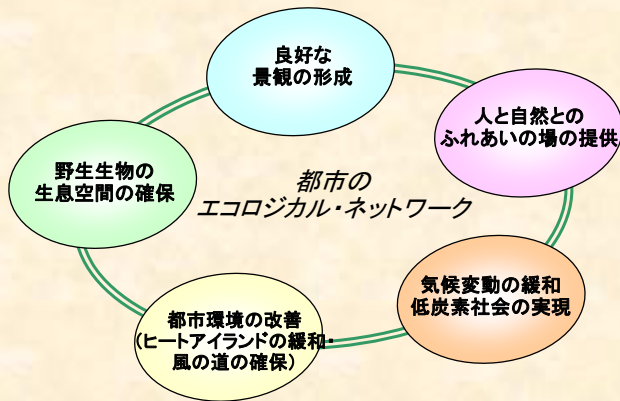 良好な
景観の形成
人と自然との
ふれあいの場の提供
野生生物の
生息空間の確保
都市の
エコロジカル・ネットワーク
気候変動の緩和
低炭素社会の実現
都市環境の改善
(ヒートアイランドの緩和・
風の道の確保)